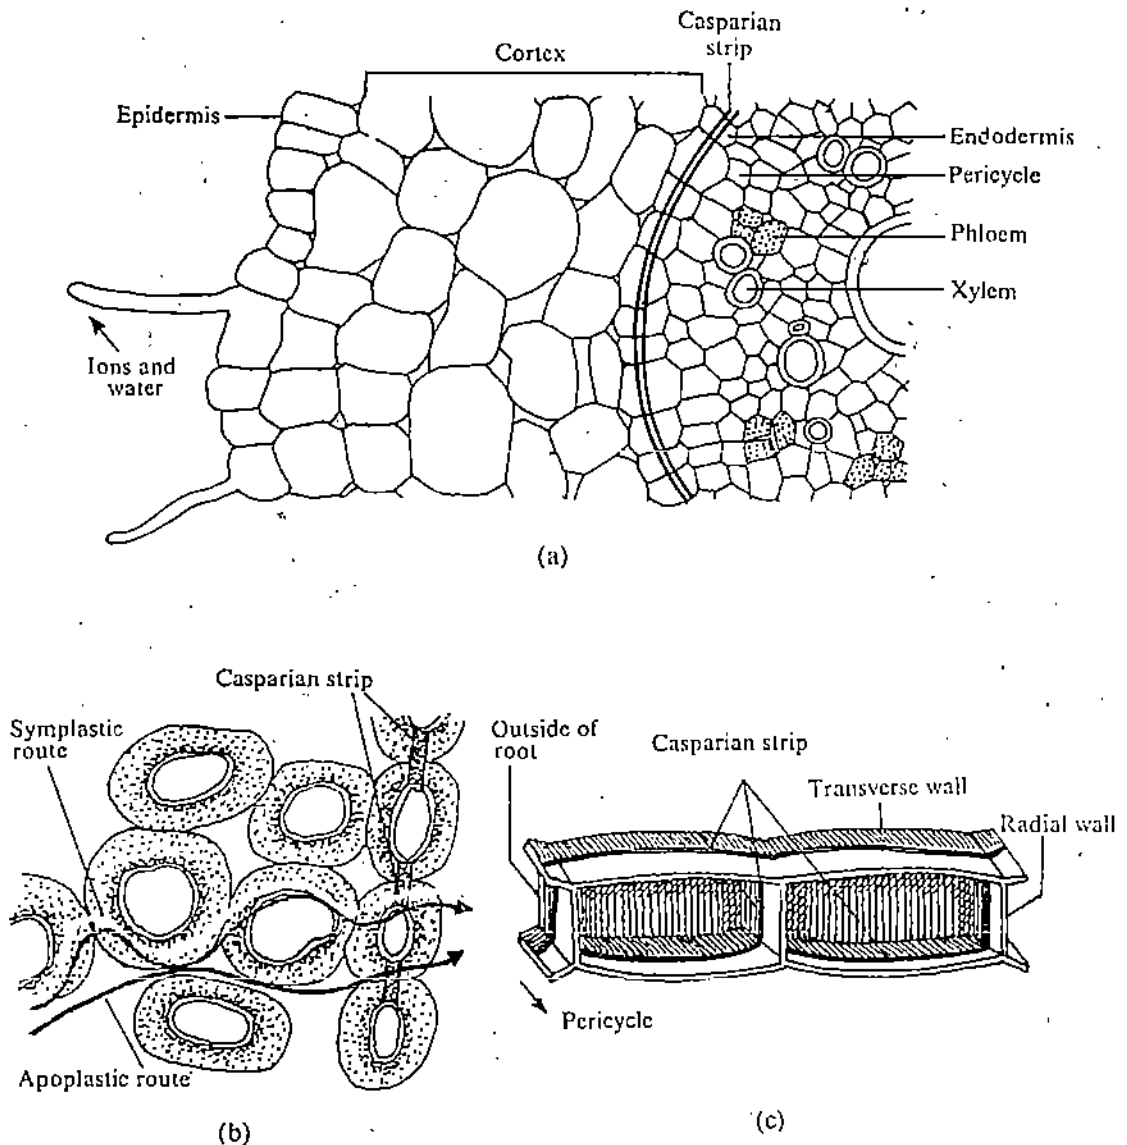 Casparian
strip
Cortex
Epidermis
Endodermis
Pericycle
Phloem
Xylem
Ions and
water
(a)
Casparian strip
Symplastic
route
Apoplastic route
(b)
Outside of
root
Casparian strip
Transverse wall
Radial wall
Pericycle
(c)